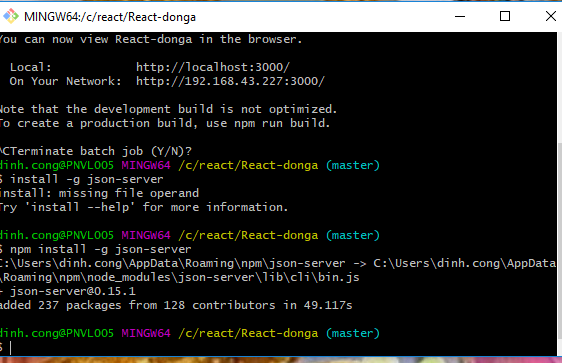 MINGW64:/c/react/React-donga
You can now view React-donga in the browser.
Local: http://localhost:3000/
On Your Network: http://192.168.43.227:3000/
Note that the development build is not optimized.
To create a production build, use npm run build.
^CTerminate batch job (Y/N)?
dinh.cong@PNVL005 MINGW64 /c/react/React-donga (master)
$ install -g json-server
install: missing file operand
Try 'install --help' for more information.
dinh.cong@PNVL005 MINGW64 /c/react/React-donga (master)
$ npm install -g json-server
C:\Users\dinh.cong\AppData\Roaming\npm\json-server -> C:\Users\dinh.cong\AppData
\Roaming\npm\node_modules\json-server\lib\cli\bin.js
+ json-server@0.15.1
added 237 packages from 128 contributors in 49.117s
dinh.cong@PNVL005 MINGW64 /c/react/React-donga (master)
$